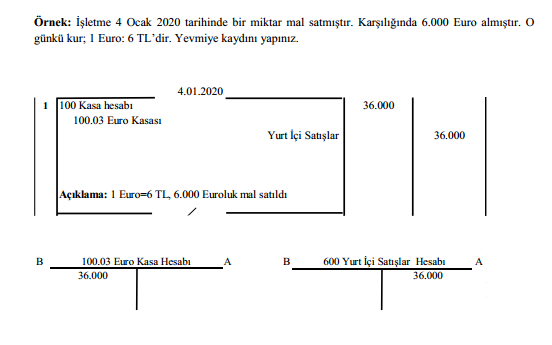 Örnek: İşletme 4 Ocak 2020 tarihinde bir miktar mal satmıştır. Karşılığında 6.000 Euro almıştır. O
günkü kur; 1 Euro: 6 TL'dir. Yevmiye kaydını yapınız.
4.01.2020
1 100 Kasa hesabı 36.000
100.03 Euro Kasası
Yurt İçi Satışlar 36.000
Açıklama: 1 Euro=6 TL, 6.000 Euroluk mal satıldı
B 100.03 Euro Kasa Hesabı A B 600 Yurt İçi Satışlar Hesabı A
36.000 36.000